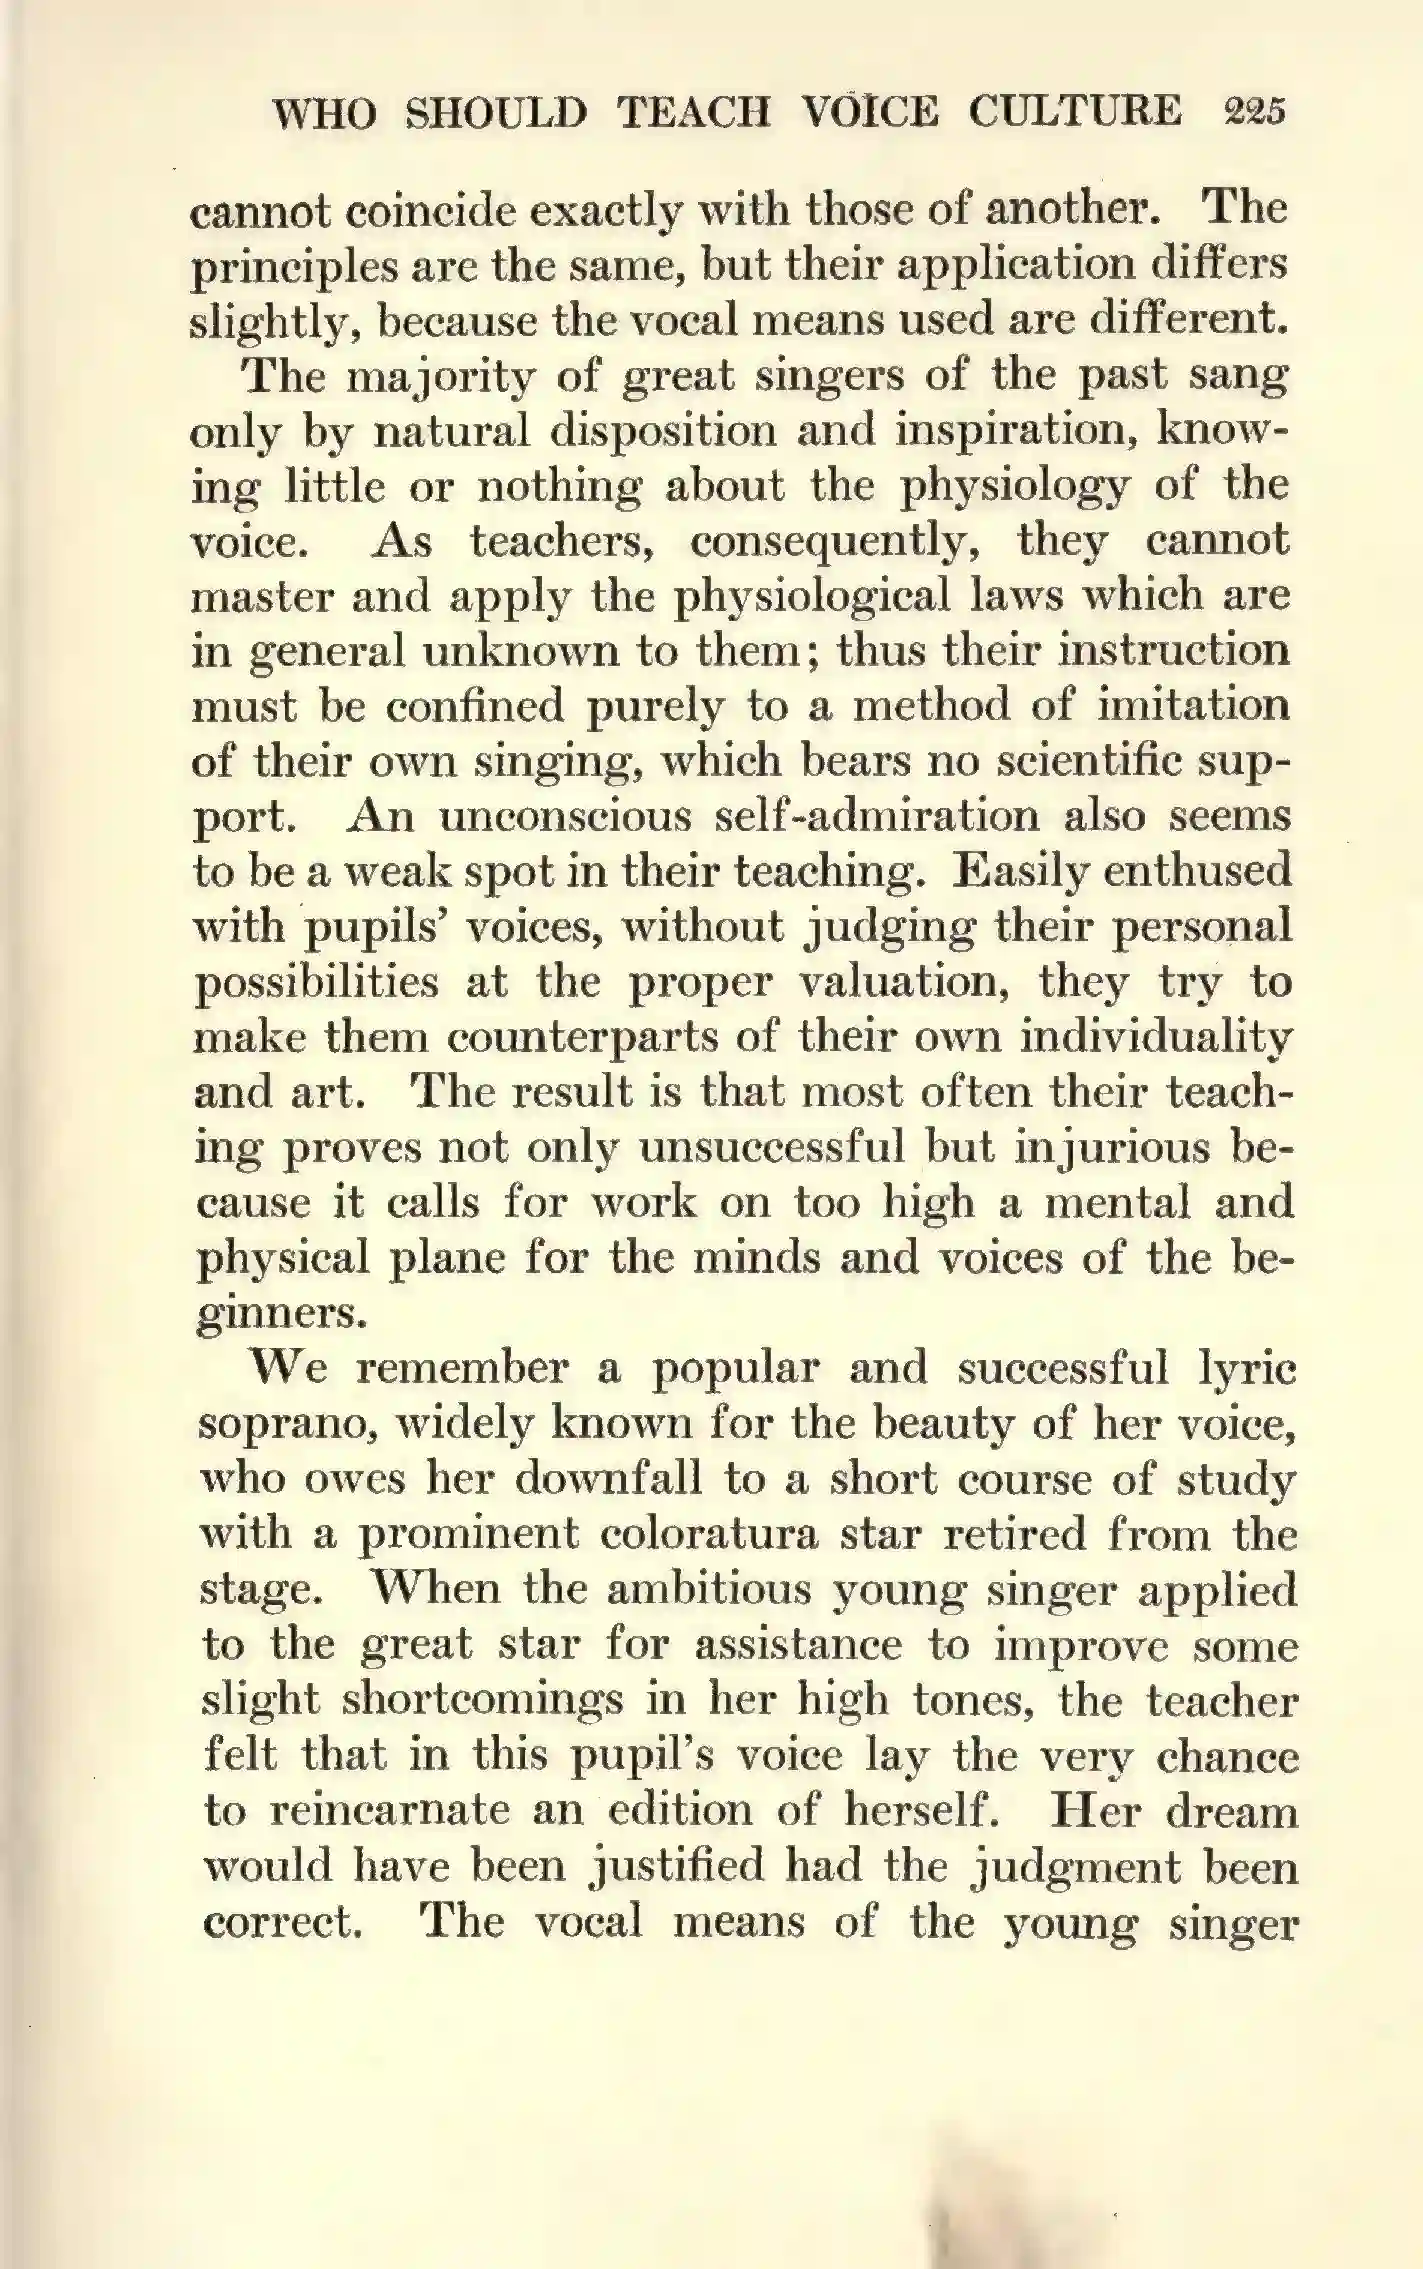 WHO SHOULD TEACH VOICE CULTURE 225
cannot coincide exactly with those of another. The
principles are the same, but their application differs
slightly, because the vocal means used are different.
The majority of great singers of the past sang
only by natural disposition and inspiration, know-
ing little or nothing about the physiology of the
voice. As teachers, consequently, they cannot
master and apply the physiological laws which are
in general unknown to them; thus their instruction
must be confined purely to a method of imitation
of their own singing, which bears no scientific sup-
port. An unconscious self-admiration also seems
to be a weak spot in their teaching. Easily enthused
with pupils' voices, without judging their personal
possibilities at the proper valuation, they try to
make them counterparts of their own individuality
and art. The result is that most often their teach-
ing proves not only unsuccessful but injurious be-
cause it calls for work on too high a mental and
physical plane for the minds and voices of the be-
ginners.
We remember a popular and successful lyric
soprano, widely known for the beauty of her voice,
who owes her downfall to a short course of study
with a prominent coloratura star retired from the
stage. When the ambitious young singer applied
to the great star for assistance to improve some
slight shortcomings in her high tones, the teacher
felt that in this pupil's voice lay the very chance
to reincarnate an edition of herself. Her dream
would have been justified had the judgment been
correct. The vocal means of the young singer